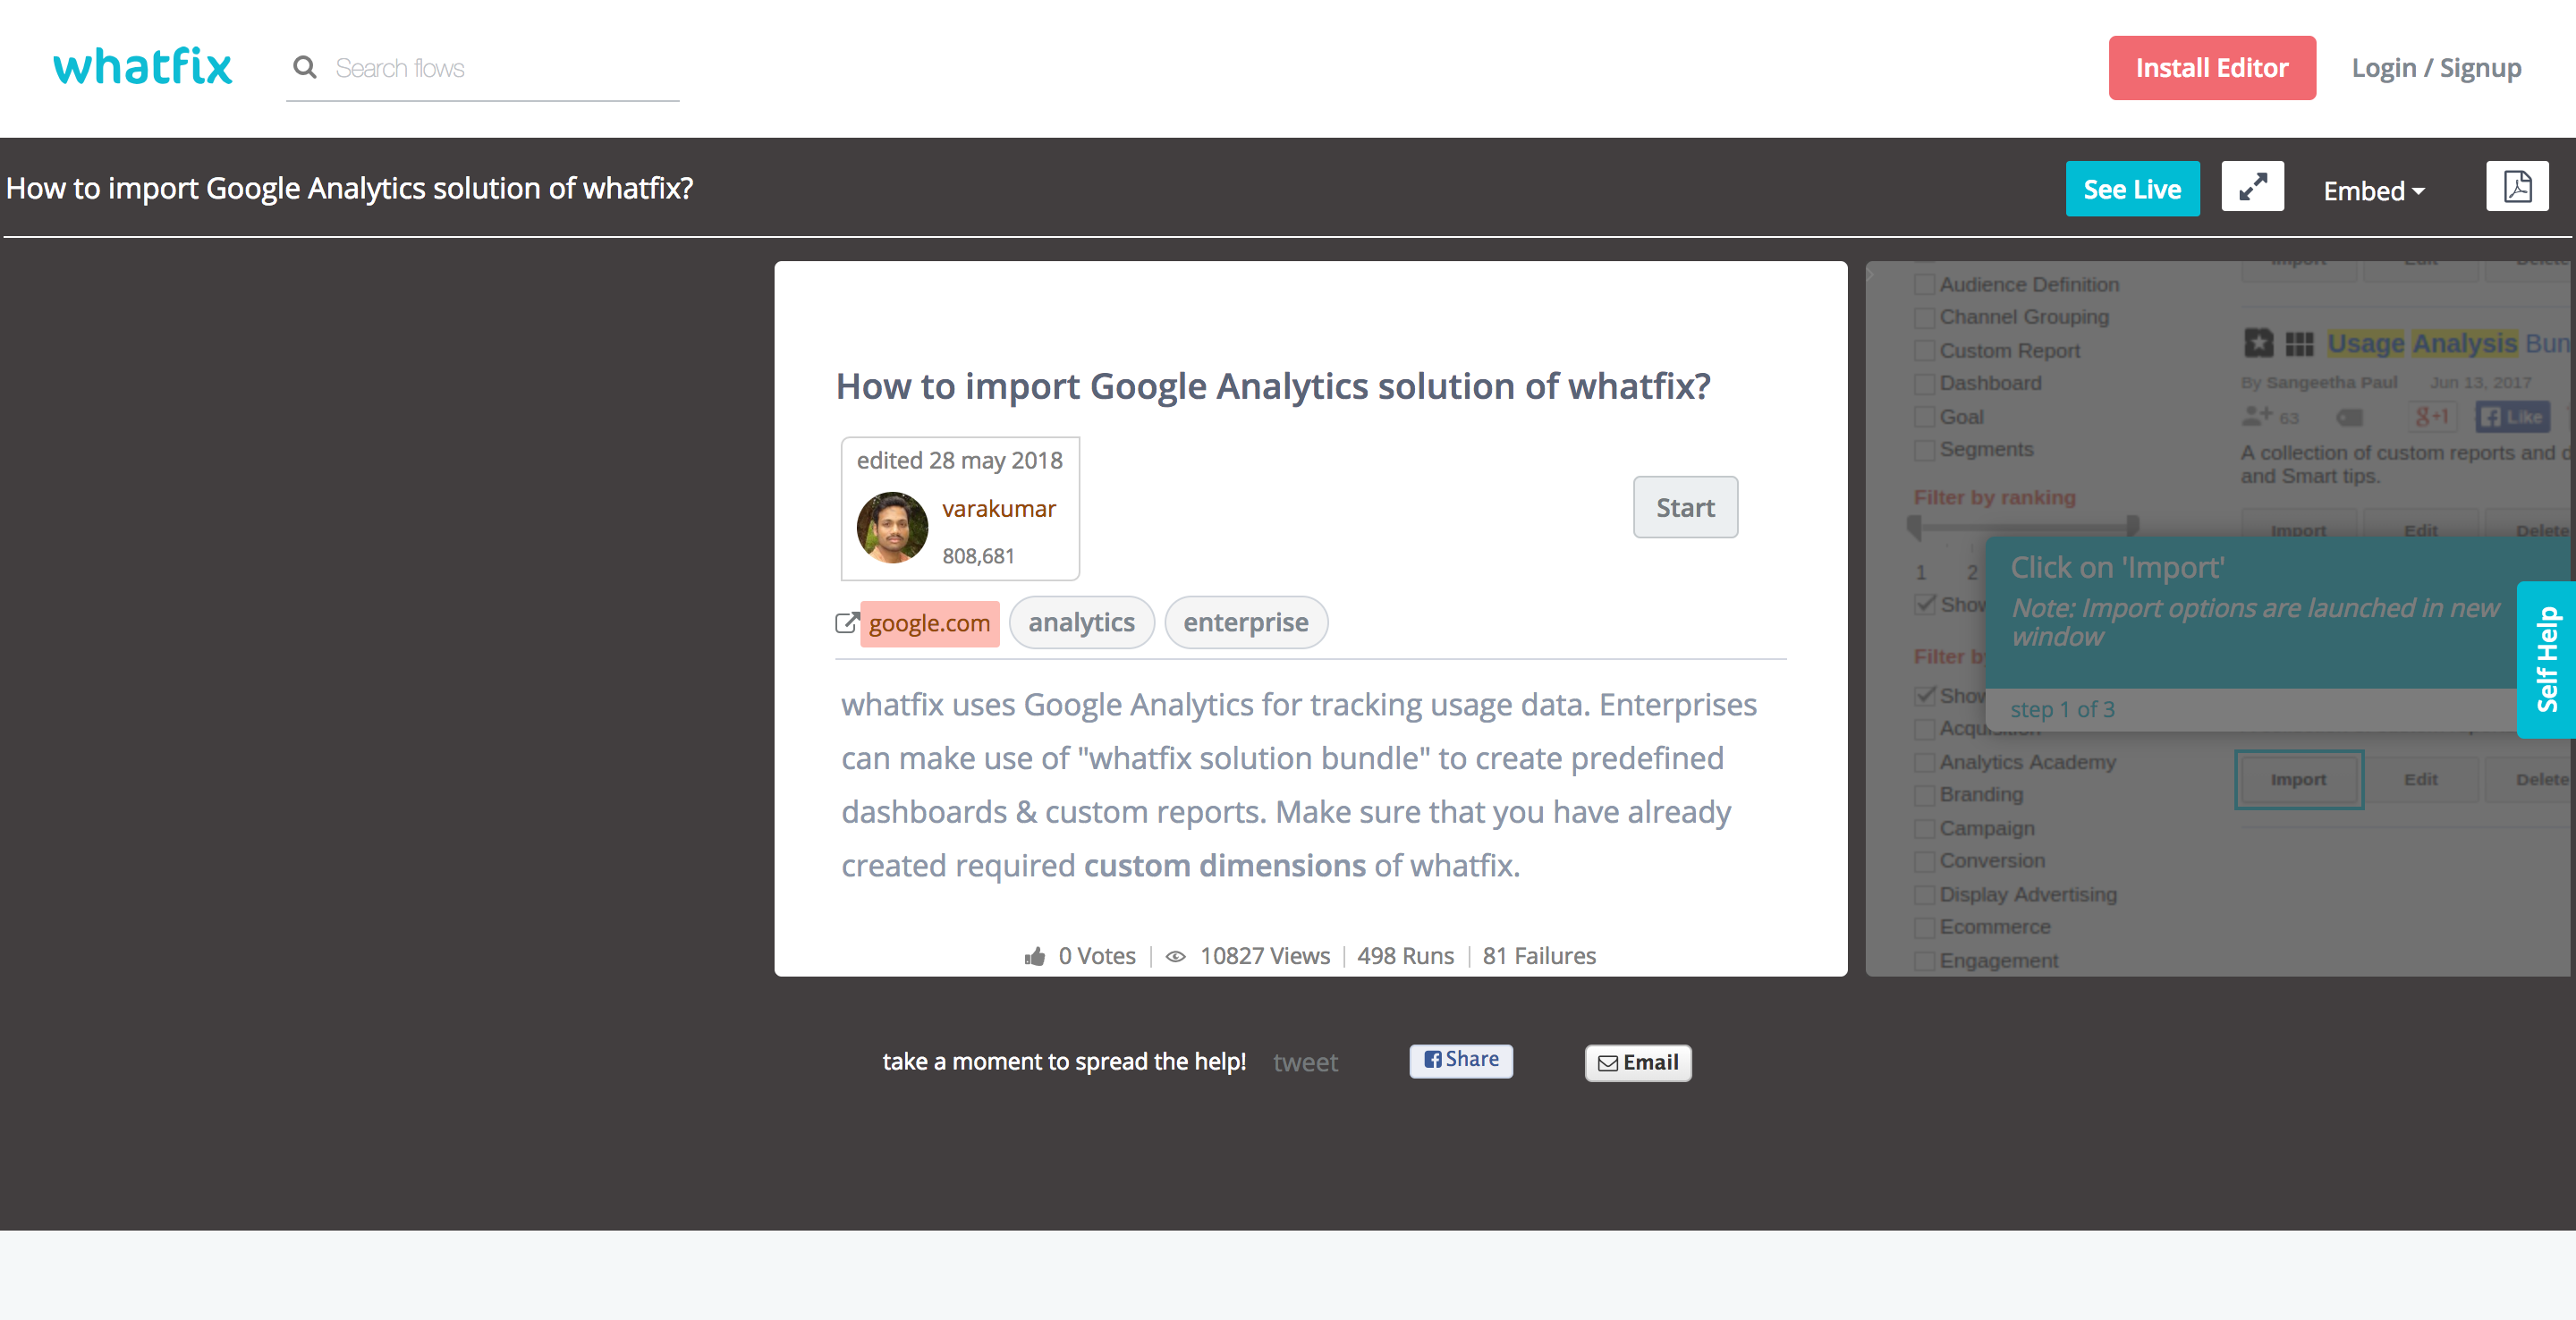 whatfix
Search flows
Install Editor
Login / Signup
How to import Google Analytics solution of whatfix?
See Live
Embed
How to import Google Analytics solution of whatfix?
edited 28 may 2018
varakumar
808,681
Start
google.com
analytics
enterprise
whatfix uses Google Analytics for tracking usage data. Enterprises
can make use of "whatfix solution bundle" to create predefined
dashboards & custom reports. Make sure that you have already
created required custom dimensions of whatfix.
0 Votes
10827 Views
498 Runs
81 Failures
Audience Definition
Channel Grouping
Custom Report
Dashboard
Goal
Segments
Filter by ranking
1 2
Show
Filter b
Show
Analytics Academy
Branding
Campaign
Conversion
Display Advertising
Ecommerce
Engagement
Usage Analysis Bun
By Sangeetha Paul Jun 13, 2017
63
g+1
Like
A collection of custom reports and d
and Smart tips.
Import Edit Delete
Click on 'Import'
Note: Import options are launched in new
window
step 1 of 3
Import Edit Delete
Self Help
take a moment to spread the help!
tweet
Share
Email